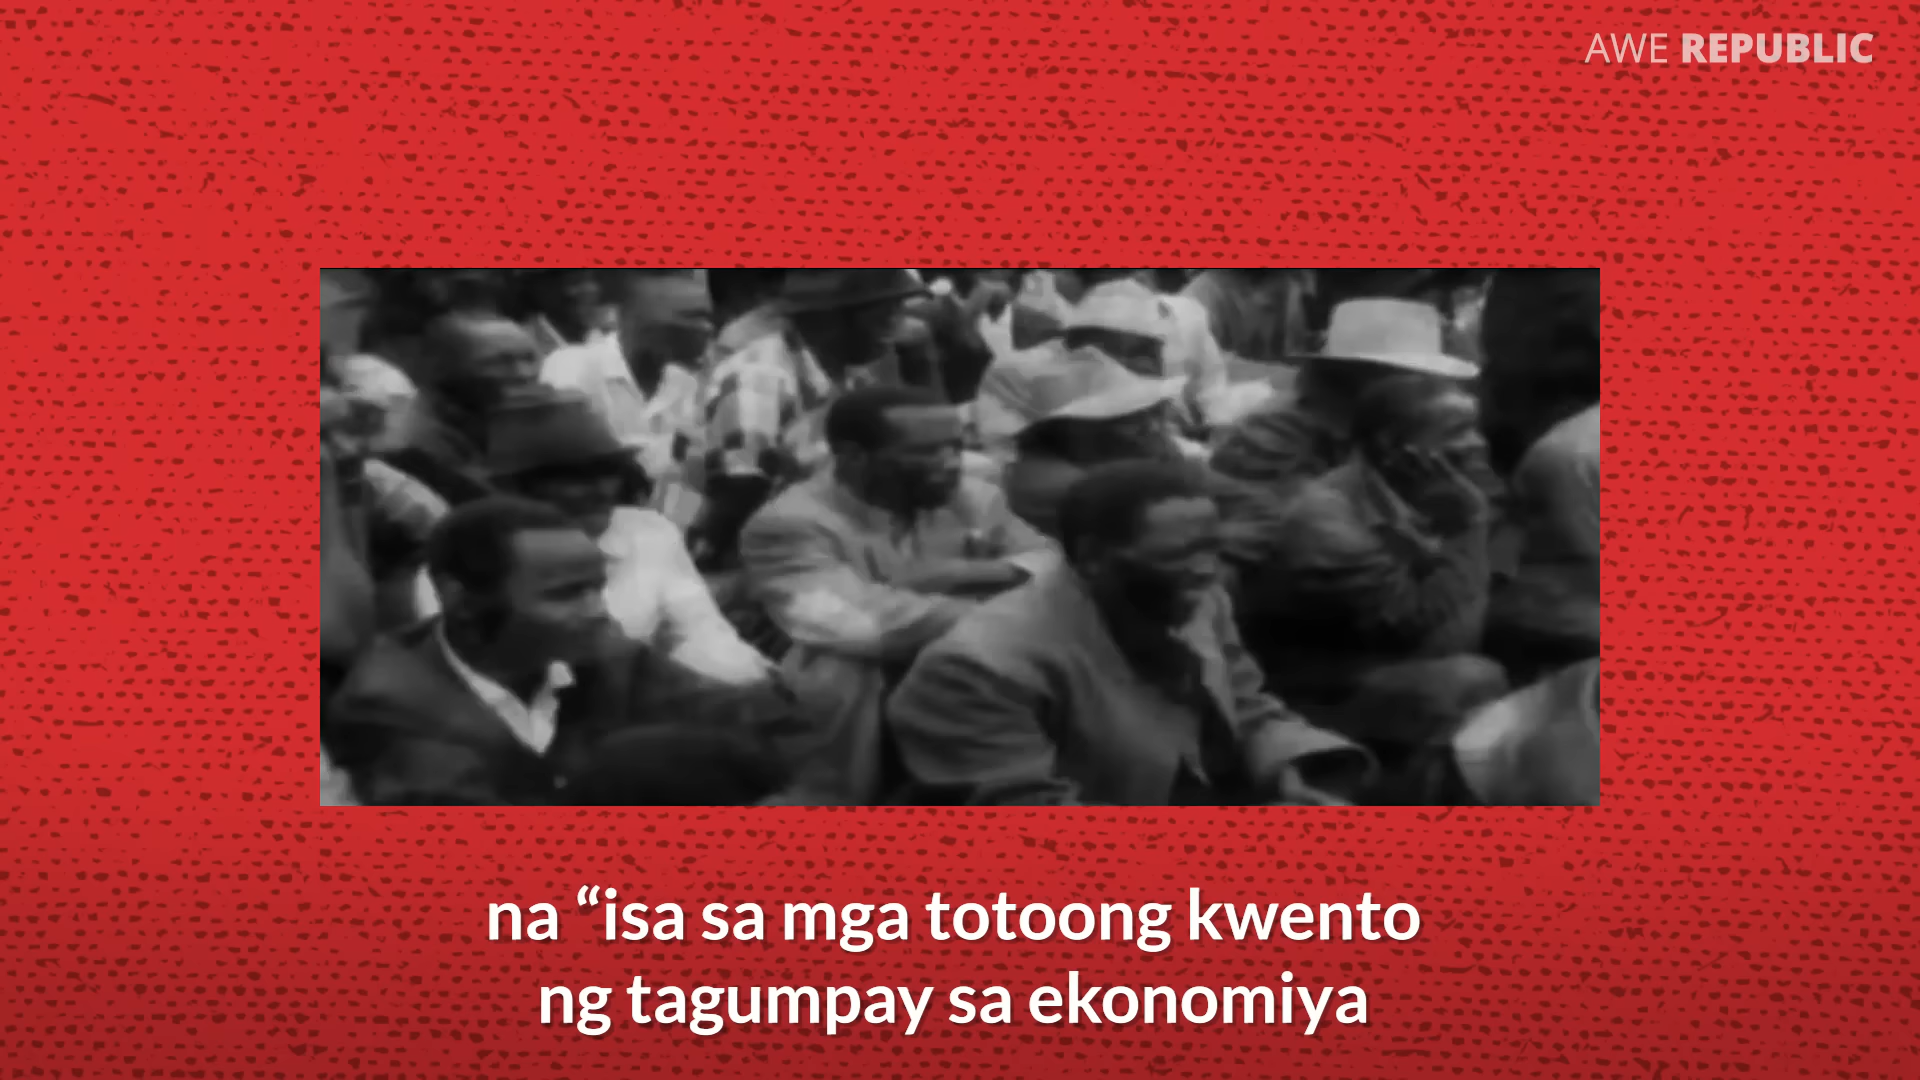 AWE REPUBLIC
na “isa sa mga totoong kwento
ng tagumpay sa ekonomiya